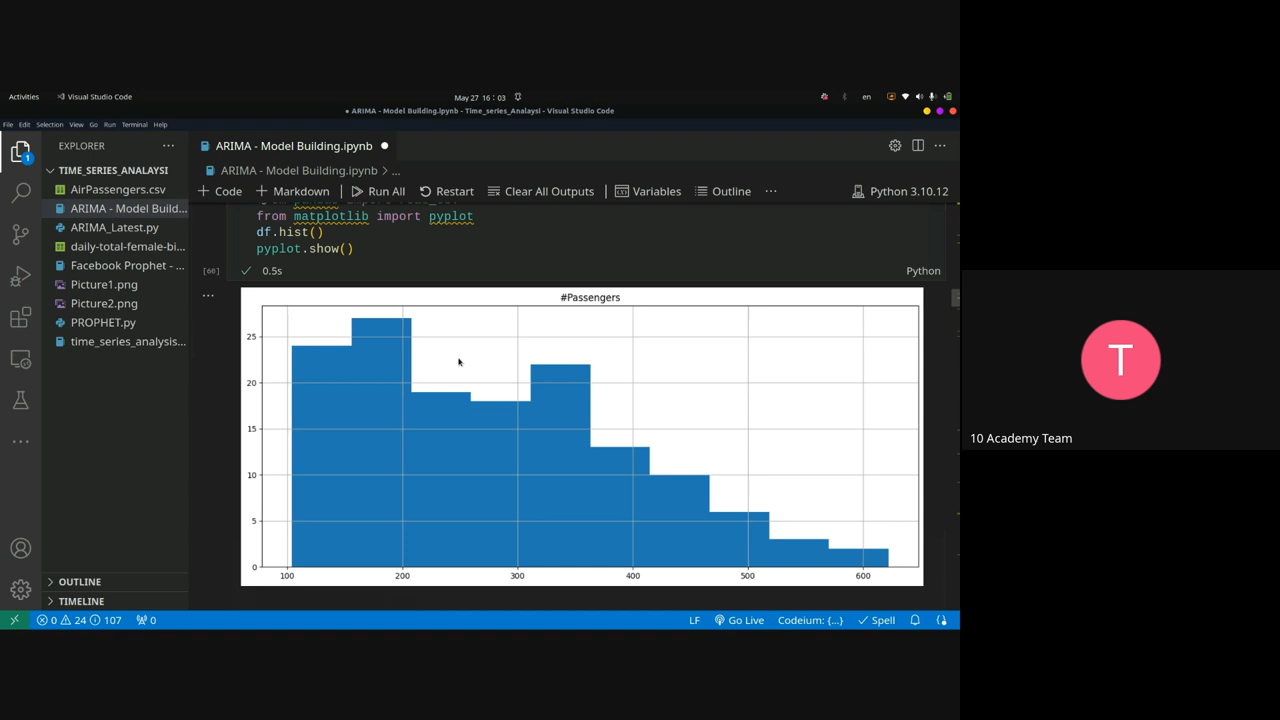 Activities
Visual Studio Code
May 27 16:03
en
● ARIMA - Model Building.ipynb - Time_series_Analaysi - Visual Studio Code
File Edit Selection View Go Run Terminal Help
EXPLORER
TIME_SERIES_ANALAYSI
AirPassengers.csv
ARIMA - Model Build...
ARIMA_Latest.py
daily-total-female-bi...
Facebook Prophet - ...
Picture1.png
Picture2.png
PROPHET.py
time_series_analysis...
OUTLINE
TIMELINE
1
ARIMA - Model Building.ipynb
ARIMA - Model Building.ipynb > ...
+ Code + Markdown Run All Restart Clear All Outputs Variables Outline ... Python 3.10.12
from matplotlib import pyplot
df.hist()
pyplot.show()
[60] 0.5s Python
#Passengers
25
20
15
10
5
0
100 200 300 400 500 600
0 24 107 0
LF Go Live Codeium: {...} Spell
T
10 Academy Team